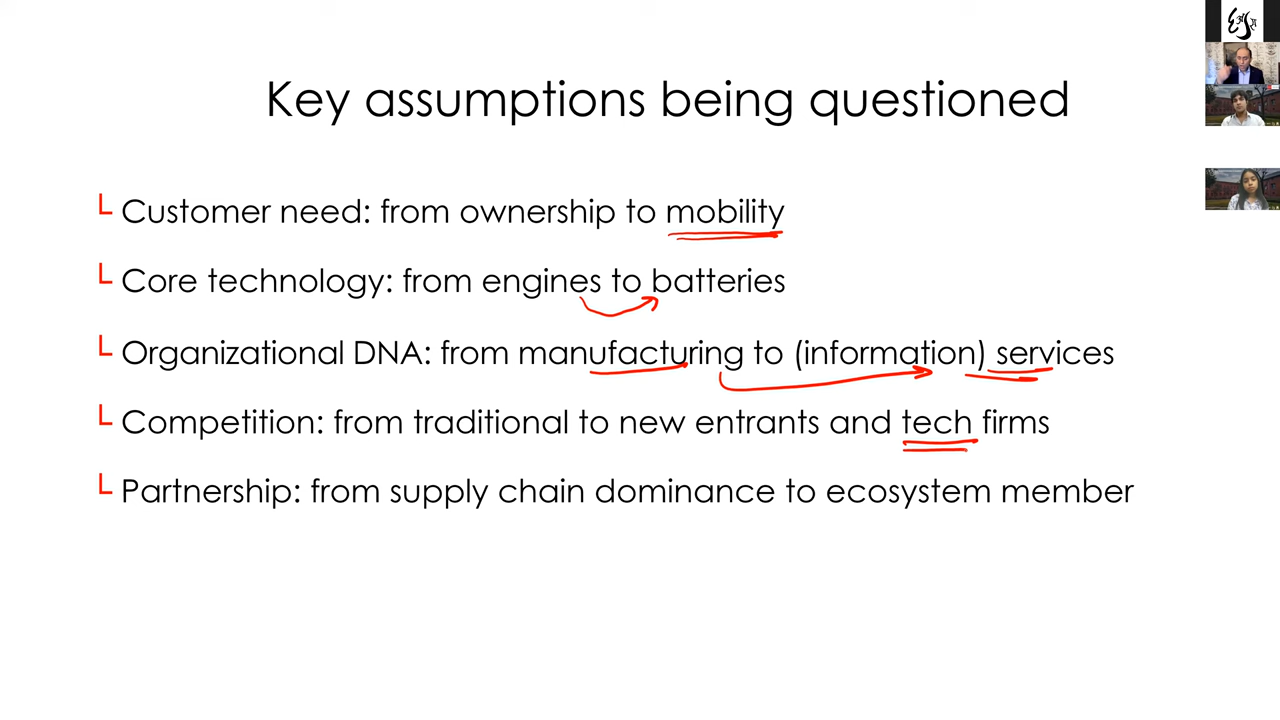 Key assumptions being questioned
Customer need: from ownership to mobility
Core technology: from engines to batteries
Organizational DNA: from manufacturing to (information) services
Competition: from traditional to new entrants and tech firms
Partnership: from supply chain dominance to ecosystem member